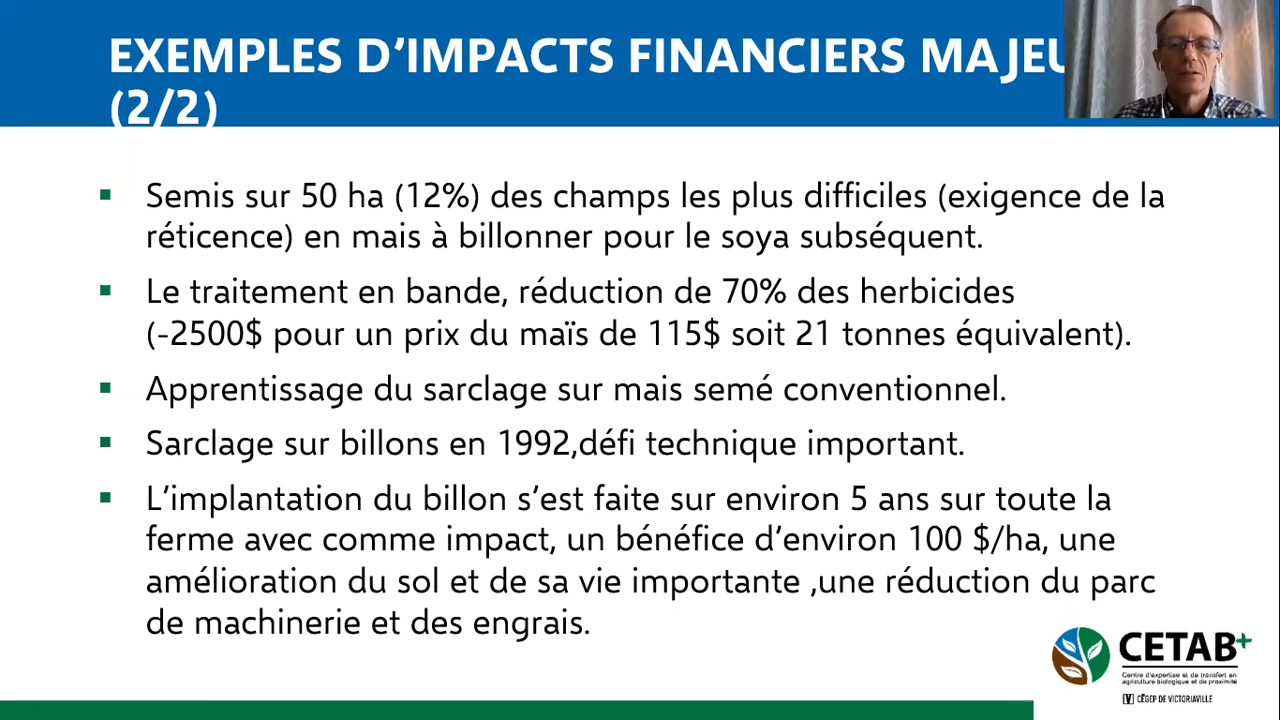 EXEMPLES D’IMPACTS FINANCIERS MAJEU
(2/2)
▪ Semis sur 50 ha (12%) des champs les plus difficiles (exigence de la
réticence) en mais à billonner pour le soya subséquent.
▪ Le traitement en bande, réduction de 70% des herbicides
(-2500$ pour un prix du maïs de 115$ soit 21 tonnes équivalent).
▪ Apprentissage du sarclage sur mais semé conventionnel.
▪ Sarclage sur billons en 1992,défi technique important.
▪ L’implantation du billon s’est faite sur environ 5 ans sur toute la
ferme avec comme impact, un bénéfice d’environ 100 $/ha, une
amélioration du sol et de sa vie importante ,une réduction du parc
de machinerie et des engrais.
CETAB+
Centre d'expertise et de transfert en
agriculture biologique et de proximité
CÉGEP DE VICTORIAVILLE